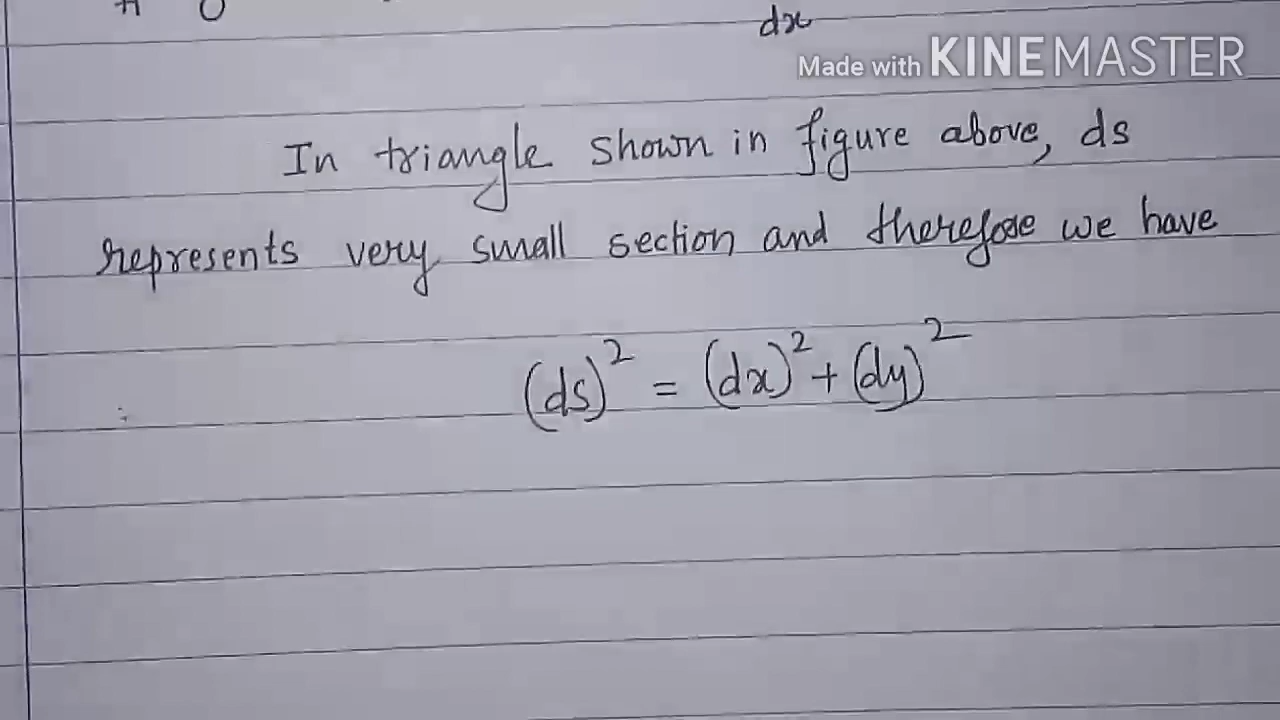 dx
Made with KINEMASTER
In triangle shown in figure above, ds
represents very small section and therefore we have
(ds)² = (dx)² + (dy)²